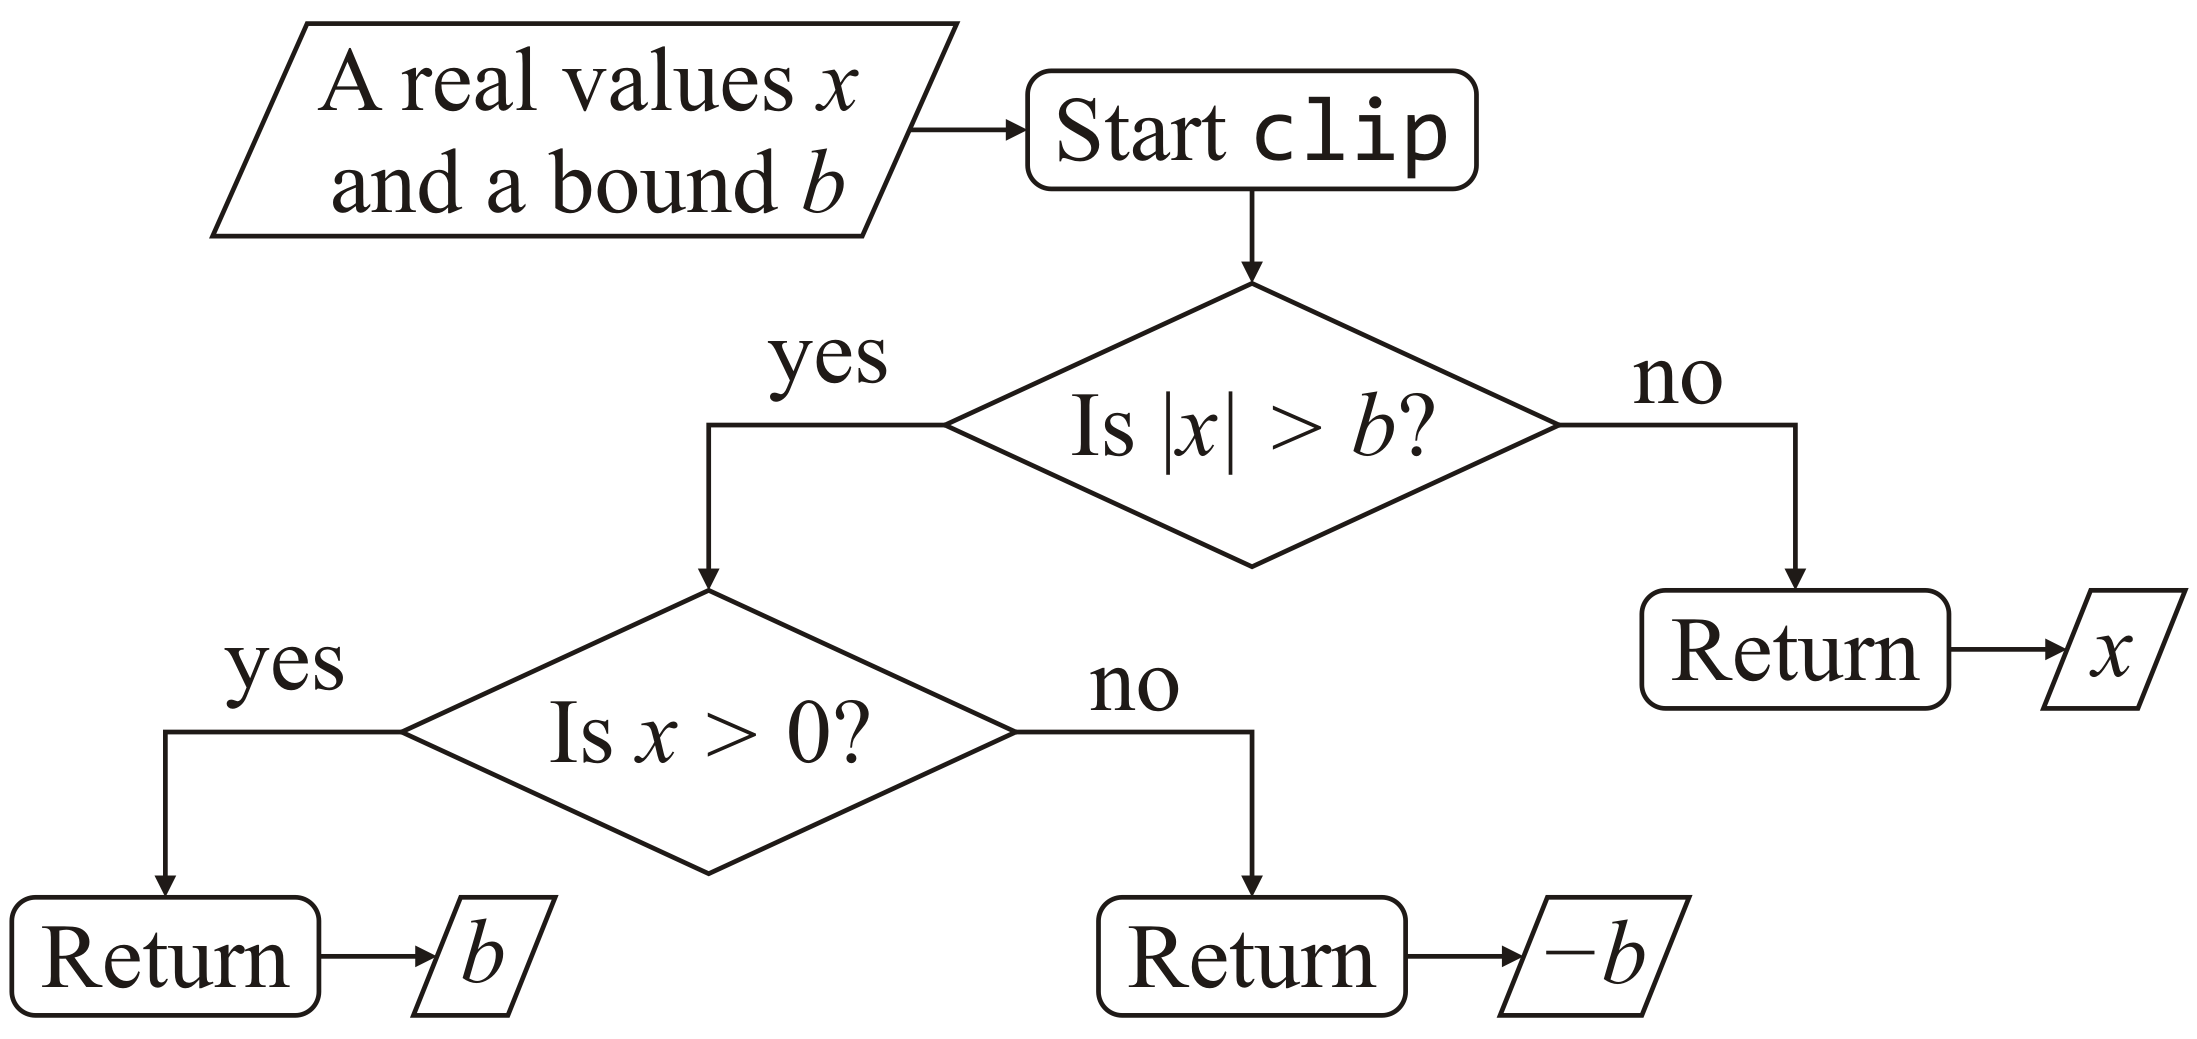 A real values x
and a bound b
Start clip
yes
Is |x| > b?
no
yes
Is x > 0?
no
Return
x
Return
b
Return
−b